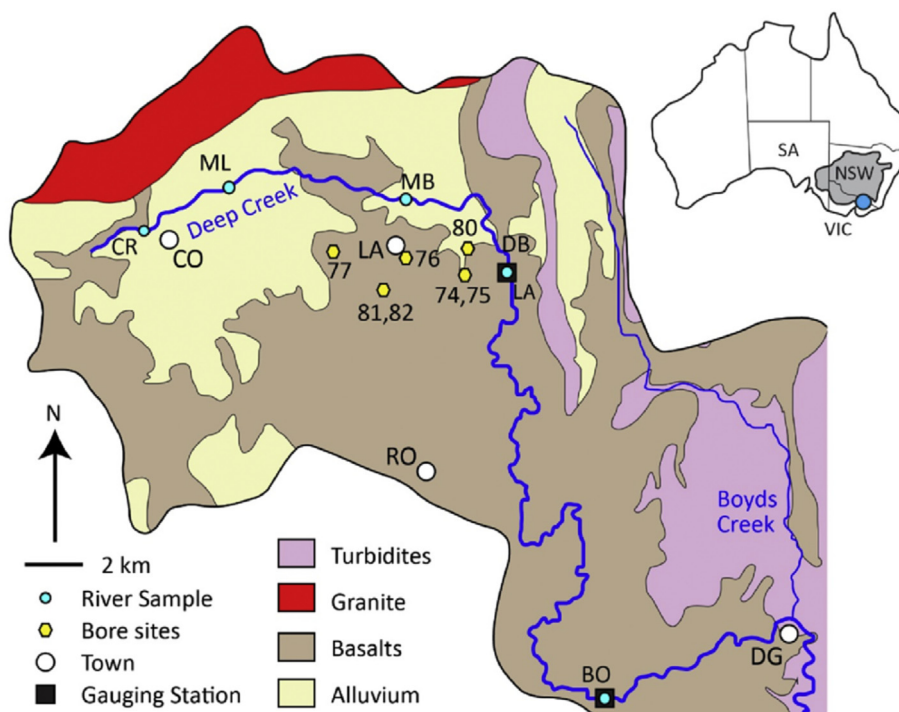 SA
NSW
VIC
ML
Deep Creek
MB
CR
CO
LA
77
76
80
DB
LA
74,75
81,82
RO
Boyds
Creek
DG
BO
N
2 km
River Sample
Bore sites
Town
Gauging Station
Turbidites
Granite
Basalts
Alluvium